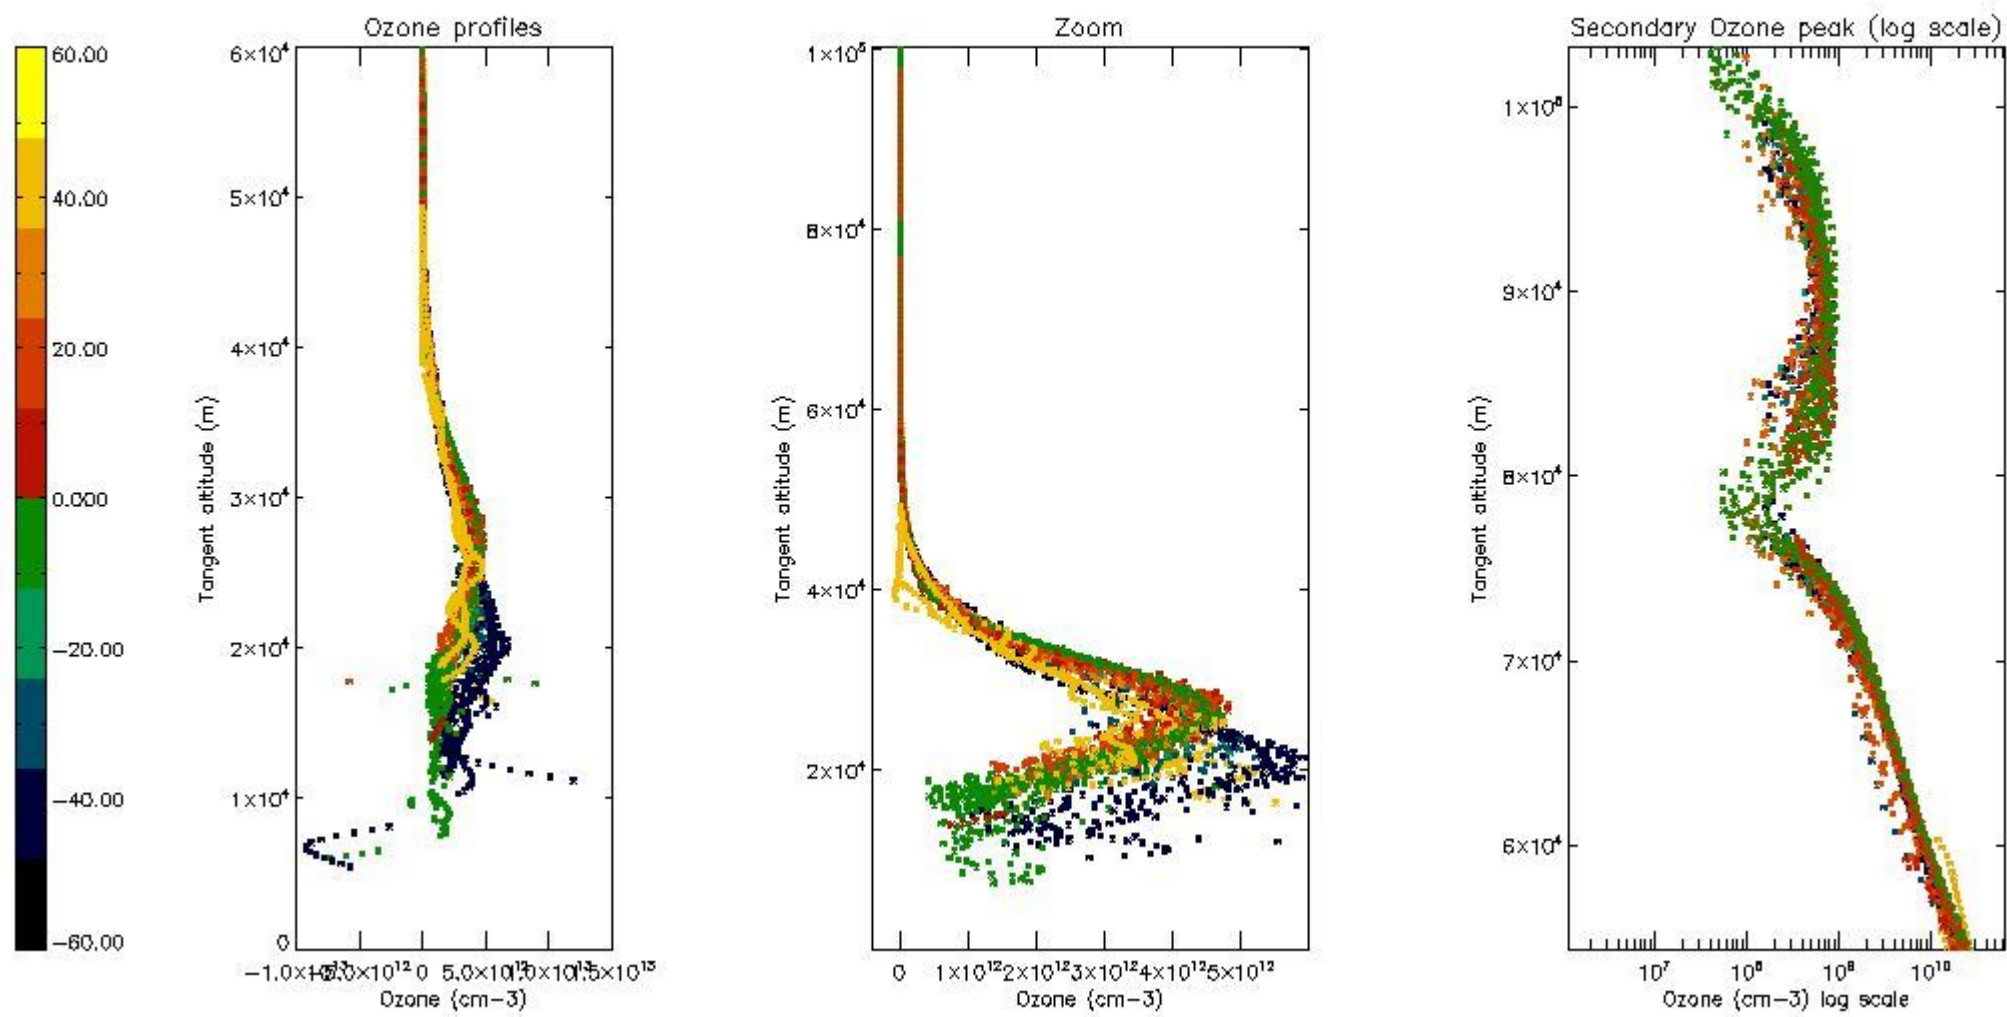 Ozone profiles
Zoom
Secondary Ozone peak (log scale)
60.00
40.00
20.00
0.000
-20.00
-40.00
-60.00
6×10⁴
5×10⁴
4×10⁴
3×10⁴
2×10⁴
1×10⁴
0
Tangent altitude (m)
0
Ozone (cm-3)
1×10⁵
8×10⁴
6×10⁴
4×10⁴
2×10⁴
Tangent altitude (m)
0 1×10¹² 2×10¹² 3×10¹² 4×10¹² 5×10¹²
Ozone (cm-3)
9×10⁴
8×10⁴
7×10⁴
6×10⁴
Tangent altitude (m)
10⁷ 10⁸ 10⁹ 10¹⁰
Ozone (cm-3) log scale